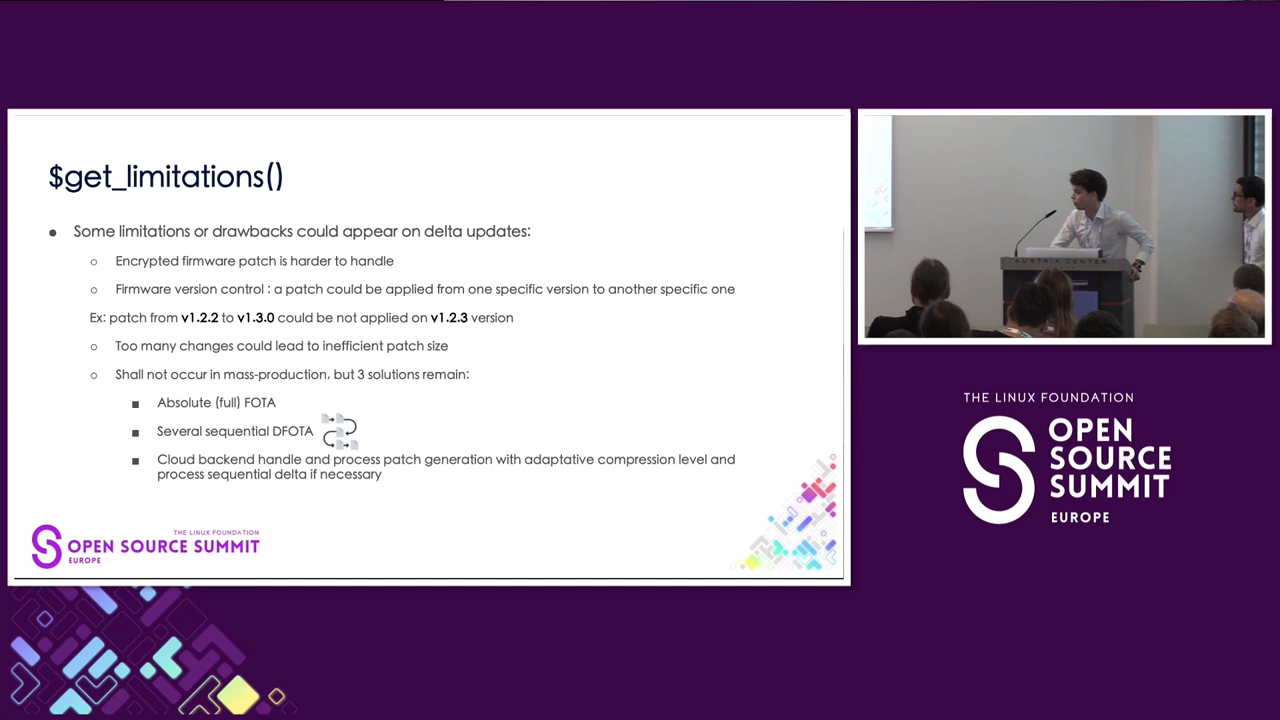 $get_limitations()
● Some limitations or drawbacks could appear on delta updates:
○ Encrypted firmware patch is harder to handle
○ Firmware version control : a patch could be applied from one specific version to another specific one
Ex: patch from v1.2.2 to v1.3.0 could be not applied on v1.2.3 version
○ Too many changes could lead to inefficient patch size
○ Shall not occur in mass-production, but 3 solutions remain:
■ Absolute (full) FOTA
■ Several sequential DFOTA
■ Cloud backend handle and process patch generation with adaptative compression level and
process sequential delta if necessary
THE LINUX FOUNDATION
OPEN SOURCE SUMMIT
EUROPE
AUSTRIA CENTER
THE LINUX FOUNDATION
OPEN
SOURCE
SUMMIT
EUROPE